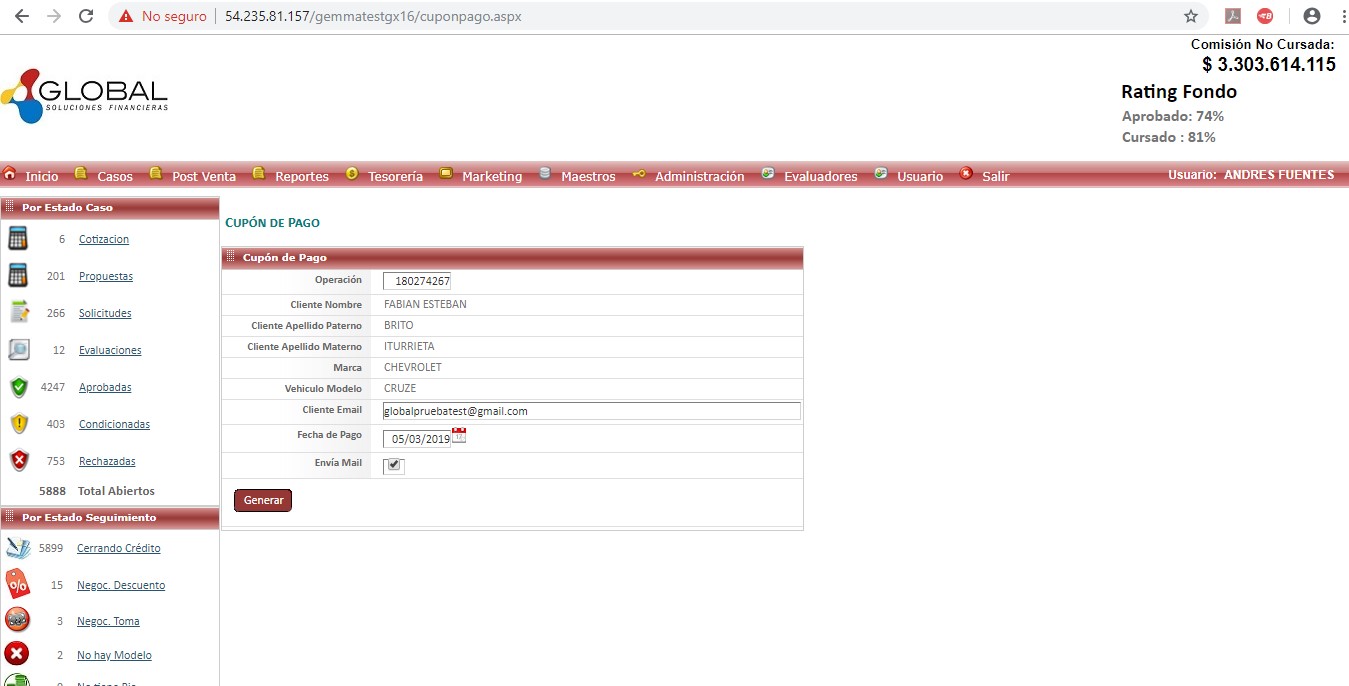 No seguro 54.235.81.157/gemmatestgx16/cuponpago.aspx
Comisión No Cursada:
$ 3.303.614.115
GLOBAL
SOLUCIONES FINANCIERAS
Rating Fondo
Aprobado: 74%
Cursado : 81%
Inicio Casos Post Venta Reportes Tesorería Marketing Maestros Administración Evaluadores Usuario Salir Usuario: ANDRES FUENTES
Por Estado Caso
6 Cotizacion
201 Propuestas
266 Solicitudes
12 Evaluaciones
4247 Aprobadas
403 Condicionadas
753 Rechazadas
5888 Total Abiertos
Por Estado Seguimiento
5899 Cerrando Crédito
15 Negoc. Descuento
3 Negoc. Toma
2 No hay Modelo
CUPÓN DE PAGO
Cupón de Pago
Operación 180274267
Cliente Nombre FABIAN ESTEBAN
Cliente Apellido Paterno BRITO
Cliente Apellido Materno ITURRIETA
Marca CHEVROLET
Vehiculo Modelo CRUZE
Cliente Email globalpruebatest@gmail.com
Fecha de Pago 05/03/2019
Envía Mail
Generar